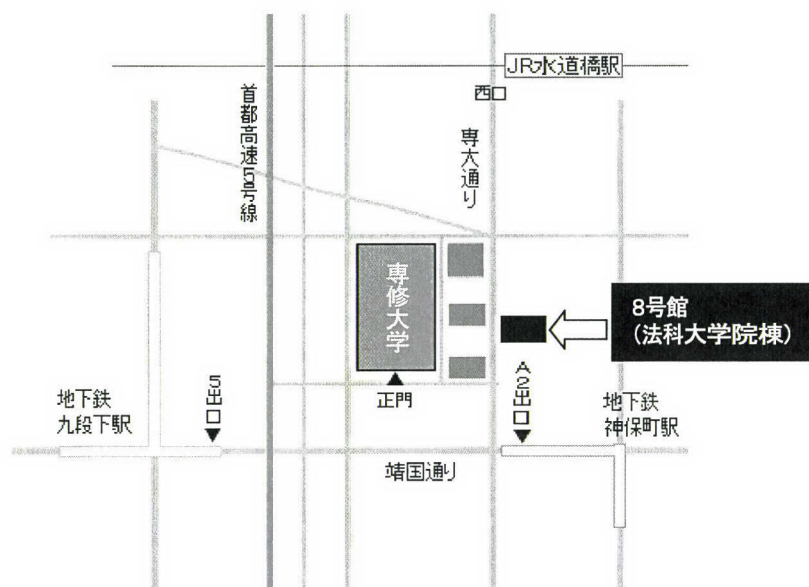 JR水道橋駅
西口
首都高速5号線
専大通り
専修大学
8号館
(法科大学院棟)
正門
5出口
A2出口
地下鉄
九段下駅
地下鉄
神保町駅
靖国通り